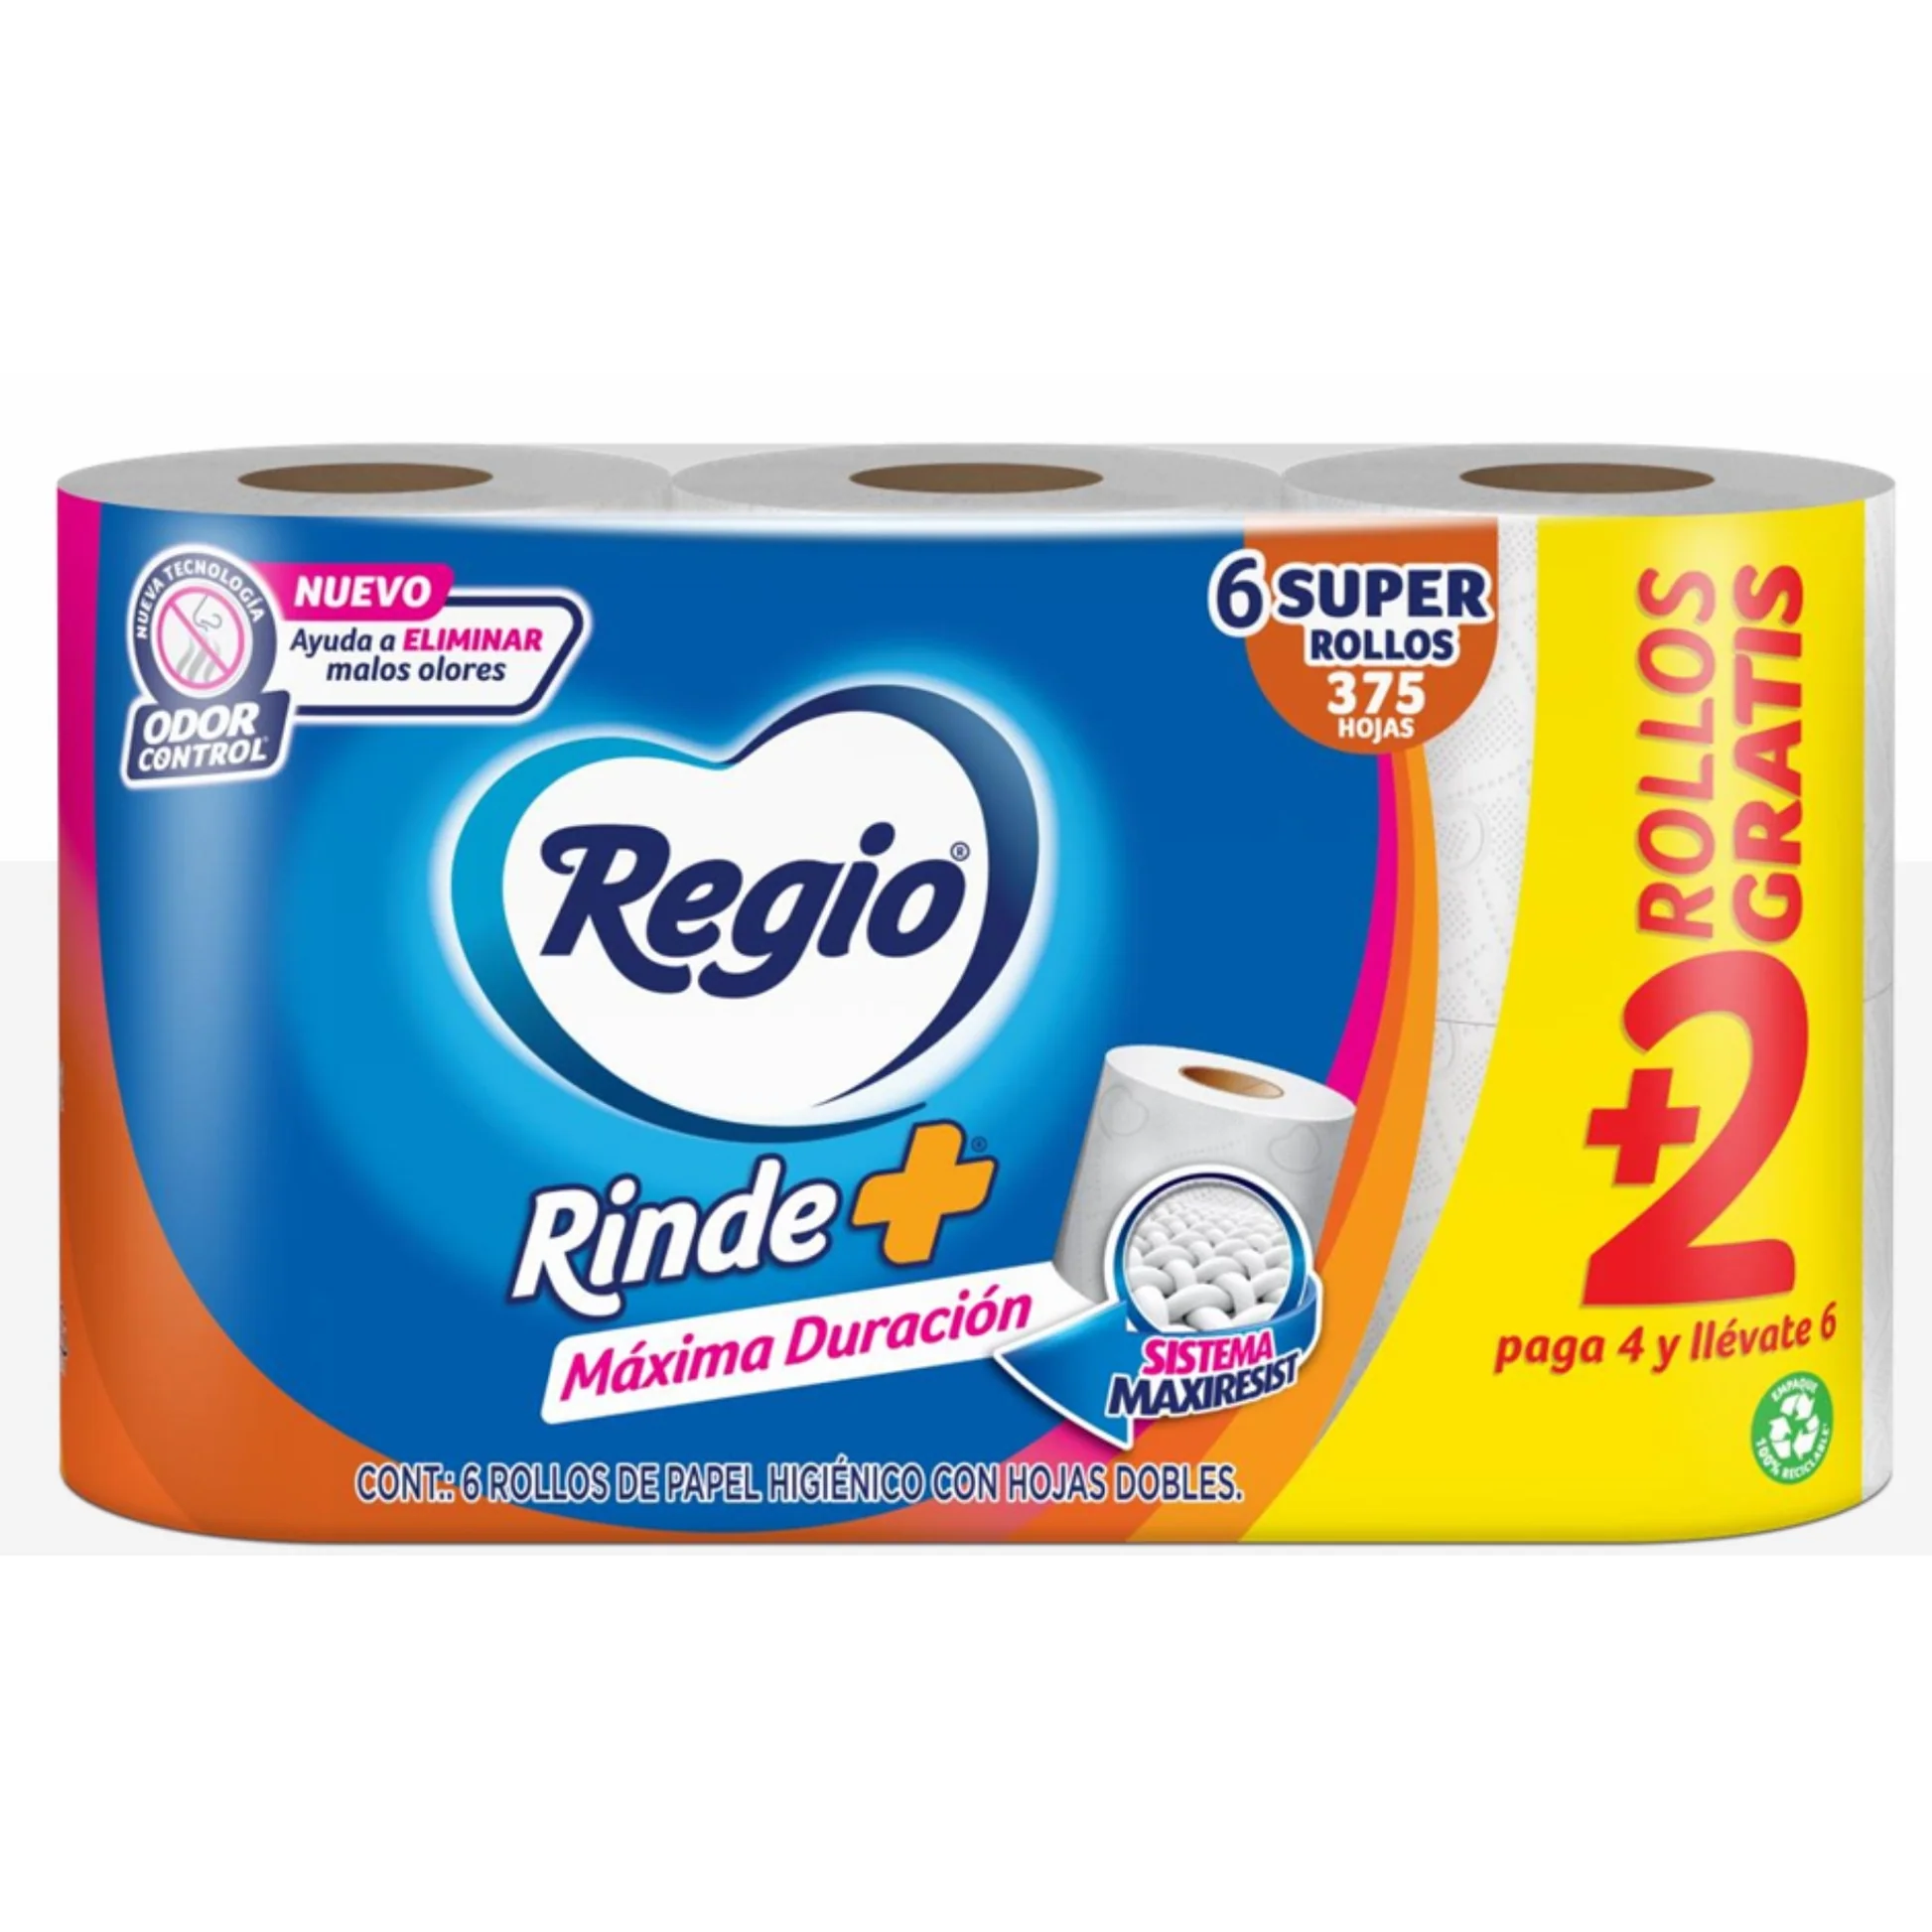 NUEVA TECNOLOGÍA
ODOR
CONTROL
NUEVO
Ayuda a ELIMINAR
malos olores
6 SUPER
ROLLOS
375
HOJAS
Regio®
Rinde+®
Máxima Duración
SISTEMA
MAXIRESIST
CONT.: 6 ROLLOS DE PAPEL HIGIÉNICO CON HOJAS DOBLES.
+2 ROLLOS
GRATIS
paga 4 y llévate 6
EMPAQUE
100% RECICLABLE